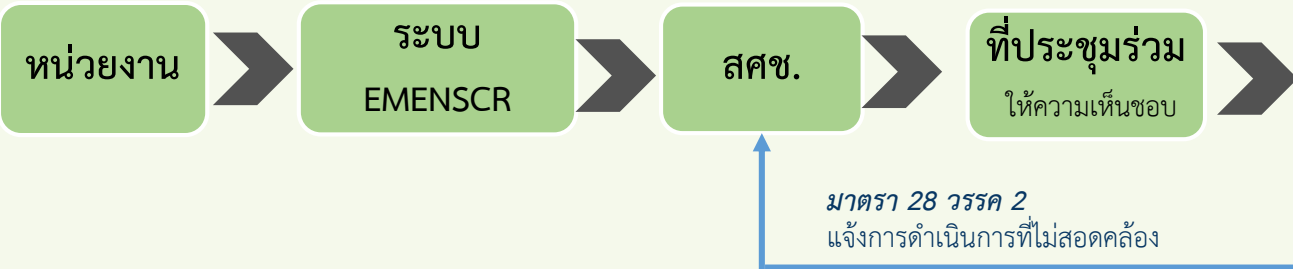 หน่วยงาน
ระบบ
EMENSCR
สศช.
ที่ประชุมร่วม
ให้ความเห็นชอบ
มาตรา 28 วรรค 2
แจ้งการดำเนินการที่ไม่สอดคล้อง